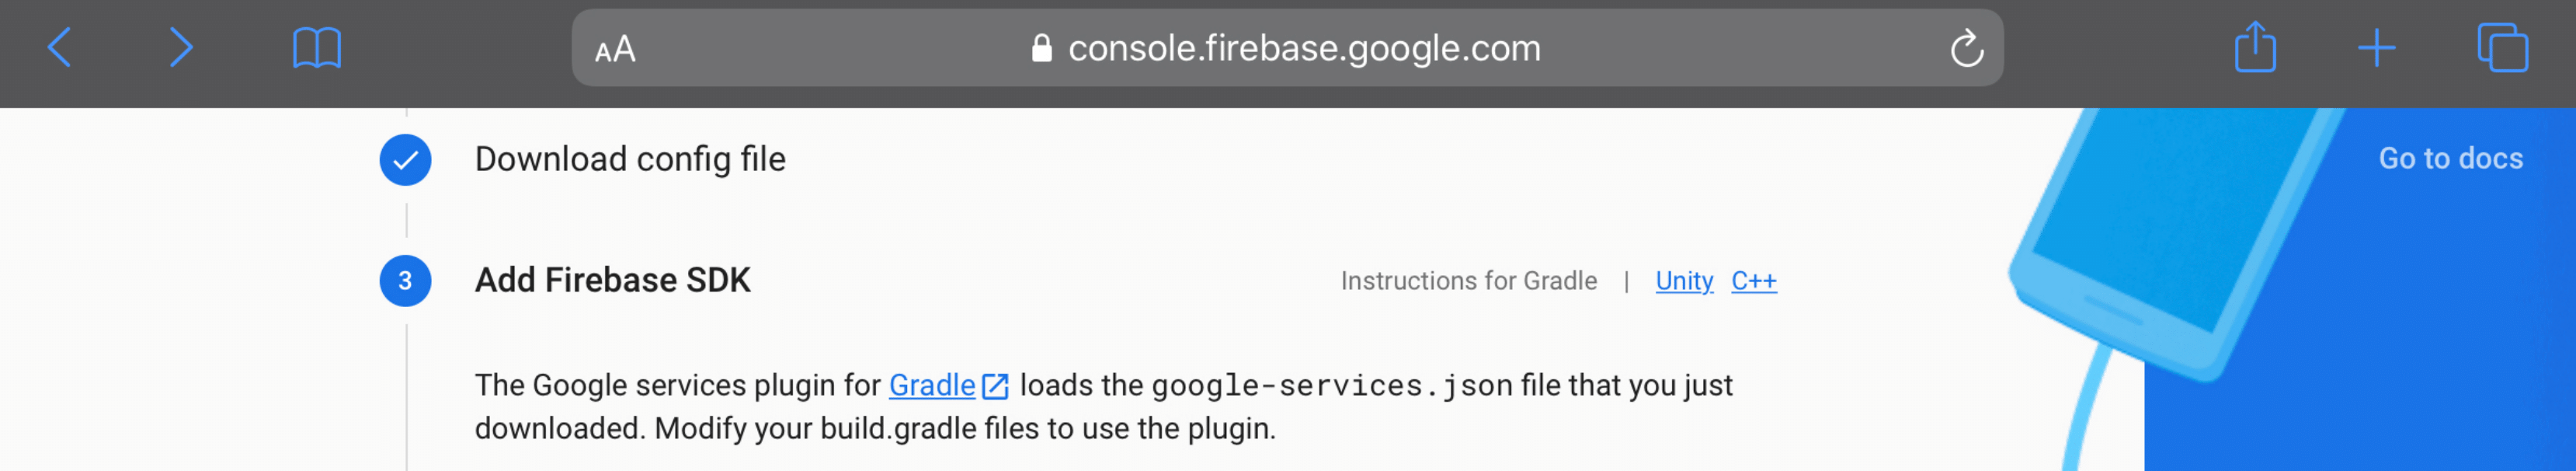 AA console.firebase.google.com
Download config file
Go to docs
3 Add Firebase SDK
Instructions for Gradle | Unity C++
The Google services plugin for Gradle loads the google-services.json file that you just
downloaded. Modify your build.gradle files to use the plugin.